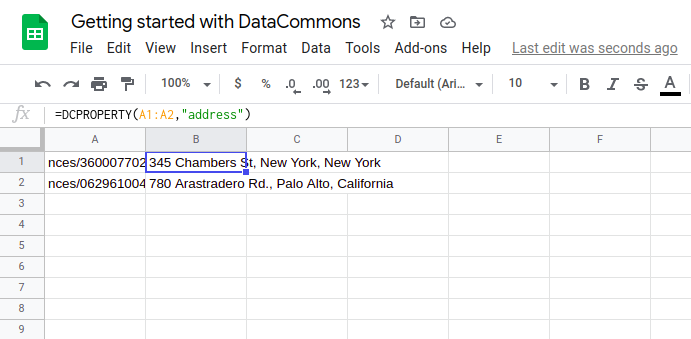 Getting started with DataCommons
File Edit View Insert Format Data Tools Add-ons Help Last edit was seconds ago
100% $ % .0 .00 123 Default (Ari... 10 B I S A
fx =DCPROPERTY(A1:A2,"address")
A B C D E F
1 nces/360007702 345 Chambers St, New York, New York
2 nces/062961004 780 Arastradero Rd., Palo Alto, California
3
4
5
6
7
8
9